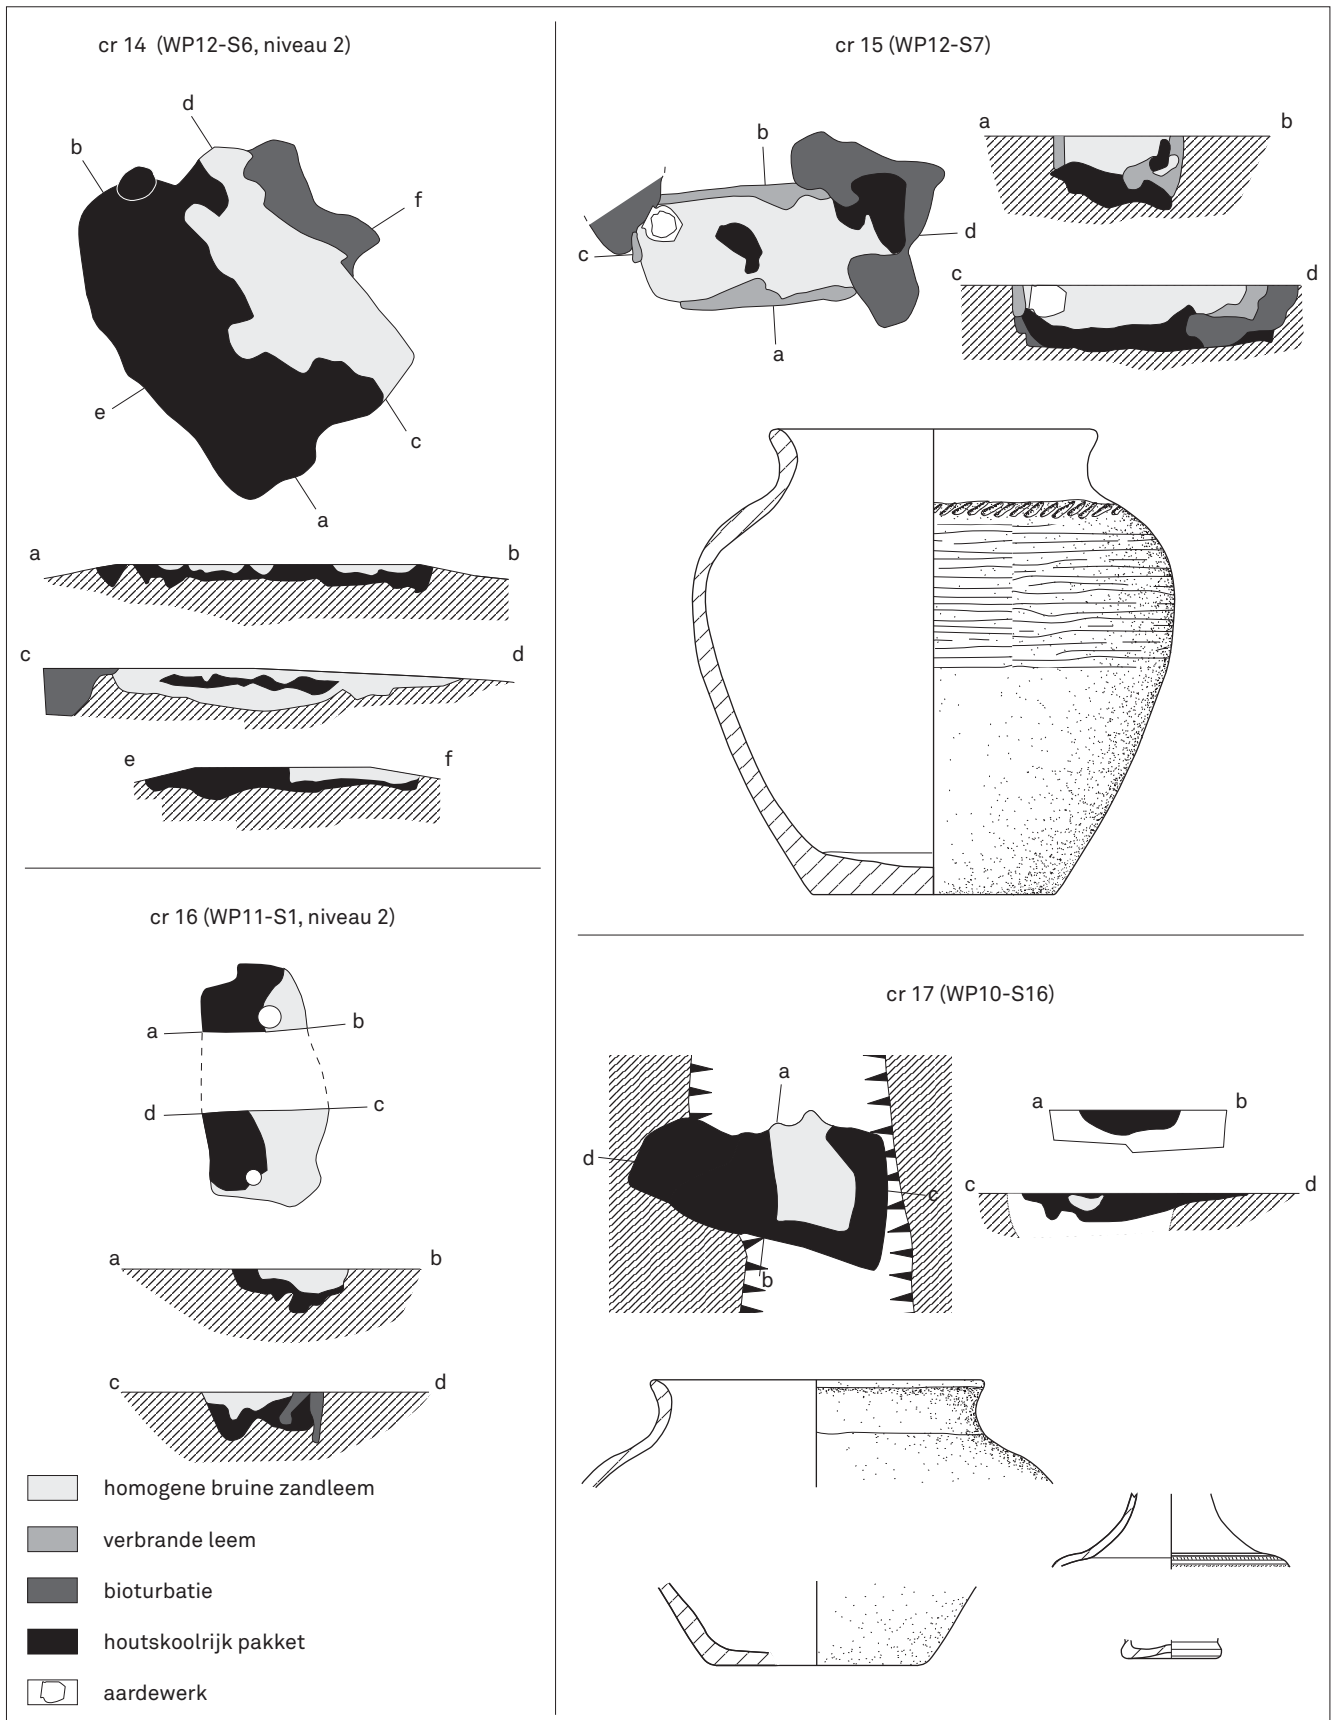 cr 14 (WP12-S6, niveau 2)
d
b
f
e
c
a
a b
c d
e f
cr 15 (WP12-S7)
b
d
c
a
a b
c d
cr 16 (WP11-S1, niveau 2)
a b
d c
a b
c d
homogene bruine zandleem
verbrande leem
bioturbatie
houtskoolrijk pakket
aardewerk
cr 17 (WP10-S16)
a
d
c
b
a b
c d